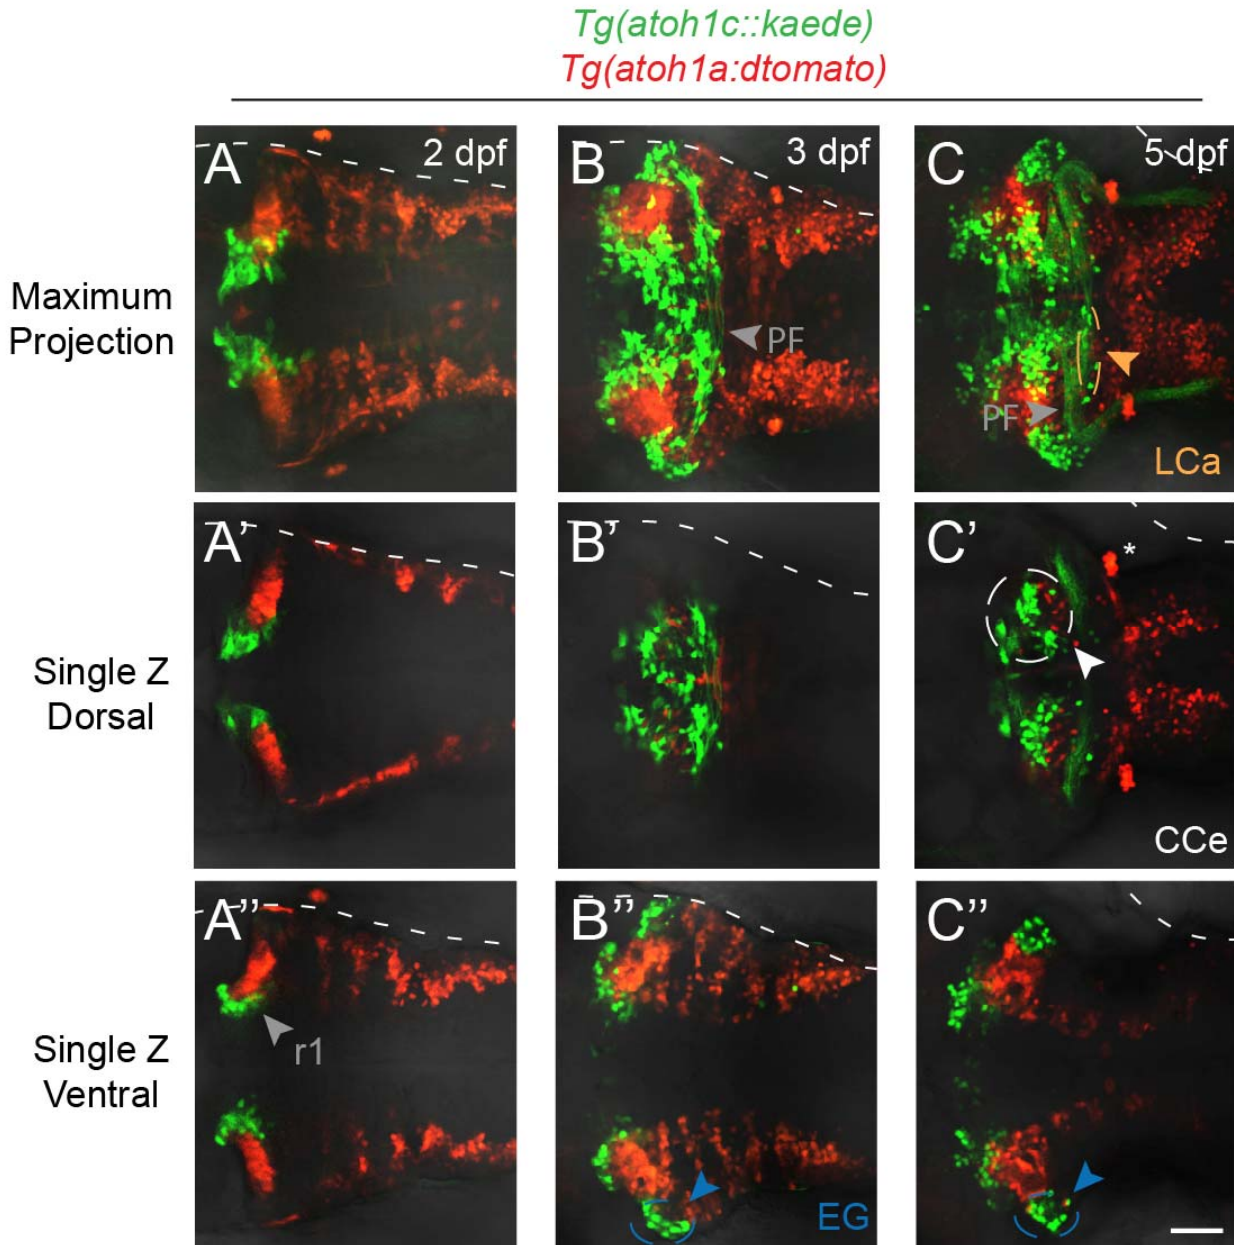 Tg(atoh1c::kaede)
Tg(atoh1a:dtomato)
A 2 dpf
B 3 dpf
C 5 dpf
Maximum
Projection
PF
PF
LCa
A’
B’
C’ *
Single Z
Dorsal
CCe
A”
B”
C”
r1
Single Z
Ventral
EG